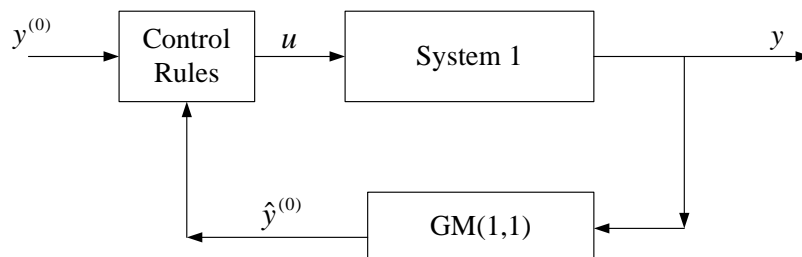 y^(0)
Control
Rules
u
System 1
y
ŷ^(0)
GM(1,1)